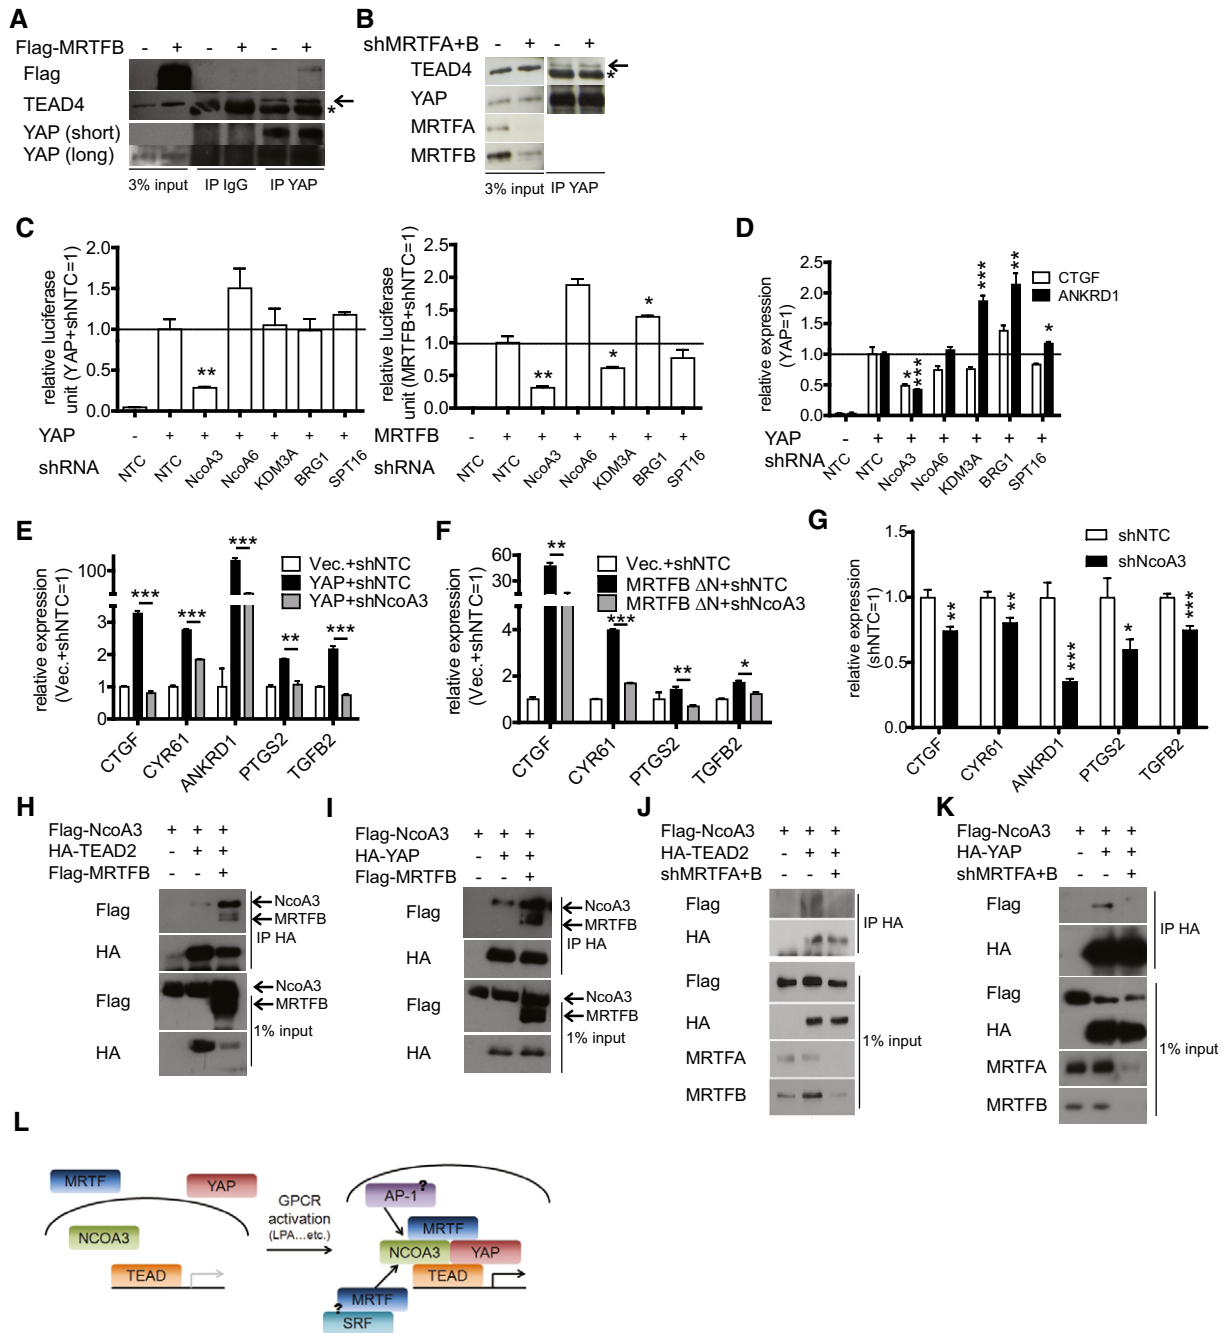 A
Flag-MRTFB - + - + - +
Flag
TEAD4
*
YAP (short)
YAP (long)
3% input IP IgG IP YAP
B
shMRTFA+B - + - +
TEAD4
*
YAP
MRTFA
MRTFB
3% input IP YAP
C
relative luciferase
unit (YAP+shNTC=1)
2.0
1.5
1.0
0.5
0.0
**
YAP - + + + + + +
shRNA NTC NTC NcoA3 NcoA6 KDM3A BRG1 SPT16
relative luciferase
unit (MRTFB+shNTC=1)
2.5
2.0
1.5
1.0
0.5
0.0
** * *
MRTFB - + + + + + +
shRNA NTC NTC NcoA3 NcoA6 KDM3A BRG1 SPT16
D
relative expression
(YAP=1)
2.5
2.0
1.5
1.0
0.5
0.0
* *** *** ** *
CTGF
ANKRD1
YAP - + + + + + +
shRNA NTC NTC NcoA3 NcoA6 KDM3A BRG1 SPT16
E
relative expression
(Vec.+shNTC=1)
100
3
2
1
0
*** *** *** ** ***
Vec.+shNTC
YAP+shNTC
YAP+shNcoA3
CTGF CYR61 ANKRD1 PTGS2 TGFB2
F
relative expression
(Vec.+shNTC=1)
60
30
4
2
0
** *** ** *
Vec.+shNTC
MRTFB ΔN+shNTC
MRTFB ΔN+shNcoA3
CTGF CYR61 PTGS2 TGFB2
G
relative expression
(shNTC=1)
1.5
1.0
0.5
0.0
** ** *** * ***
shNTC
shNcoA3
CTGF CYR61 ANKRD1 PTGS2 TGFB2
H
Flag-NcoA3 + + +
HA-TEAD2 - + +
Flag-MRTFB - - +
Flag NcoA3
MRTFB
IP HA
HA
Flag NcoA3
MRTFB
1% input
HA
I
Flag-NcoA3 + + +
HA-YAP - + +
Flag-MRTFB - - +
Flag NcoA3
MRTFB
IP HA
HA
Flag NcoA3
MRTFB
1% input
HA
J
Flag-NcoA3 + + +
HA-TEAD2 - + +
shMRTFA+B - - +
Flag
IP HA
HA
Flag
HA
1% input
MRTFA
MRTFB
K
Flag-NcoA3 + + +
HA-YAP - + +
shMRTFA+B - - +
Flag
IP HA
HA
Flag
HA
1% input
MRTFA
MRTFB
L
MRTF
YAP
NCOA3
TEAD
GPCR
activation
(LPA...etc.)
?
AP-1
MRTF
NCOA3 YAP
TEAD
MRTF
?
SRF